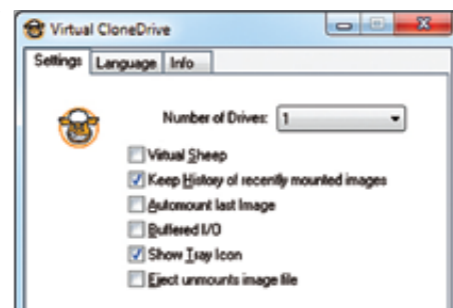 Virtual CloneDrive
Settings Language Info
Number of Drives: 1
Virtual Sheep
Keep History of recently mounted images
Automount last Image
Buffered I/O
Show Tray Icon
Eject unmounts image file